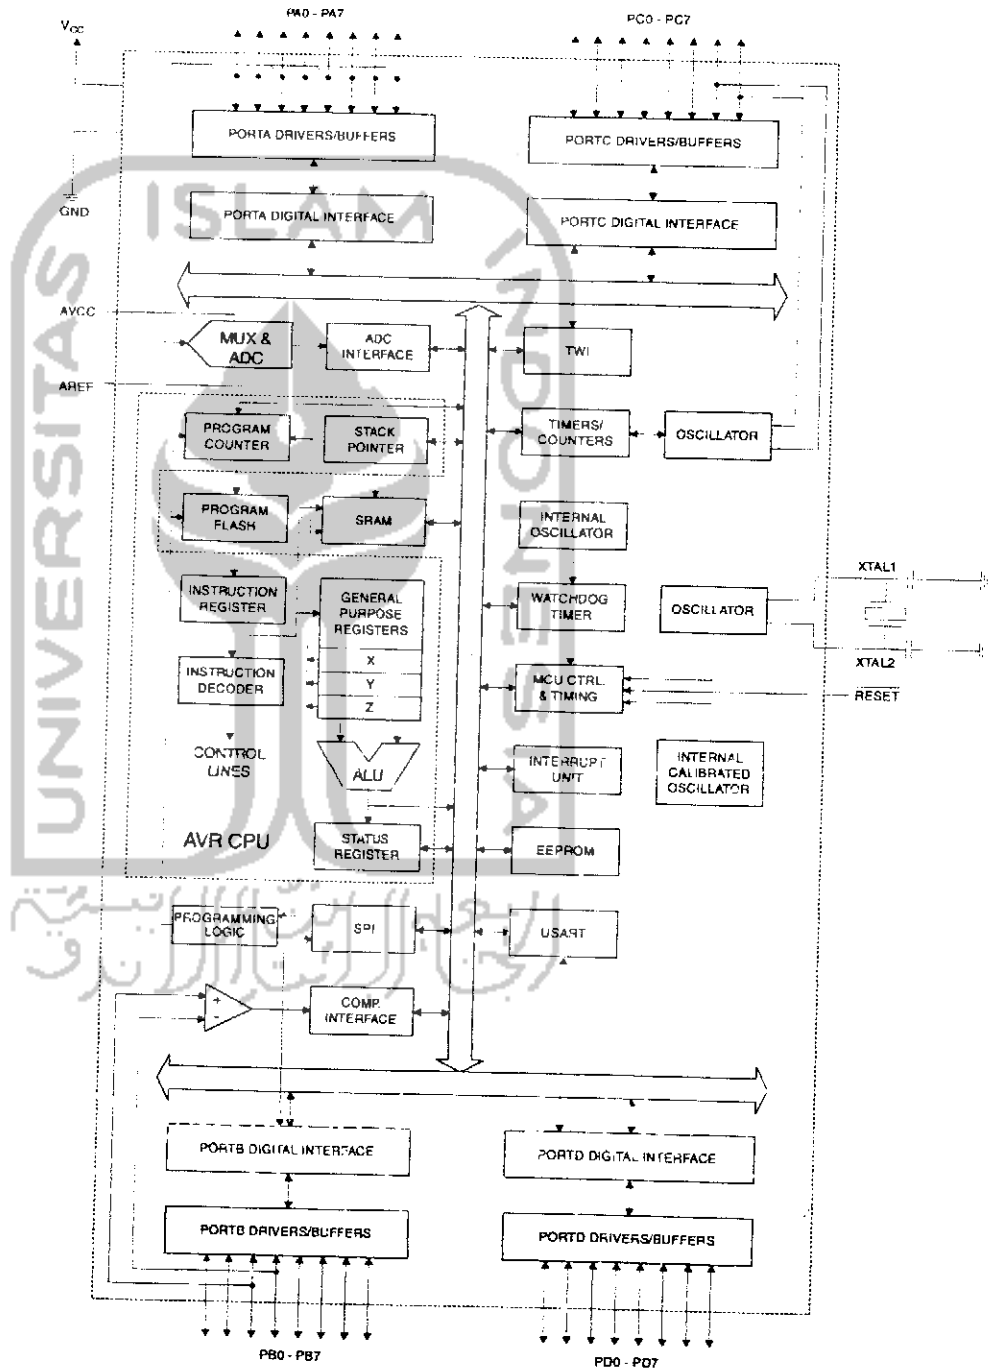 PA0 - PA7
PC0 - PC7
VCC
PORTA DRIVERS/BUFFERS
PORTC DRIVERS/BUFFERS
GND
PORTA DIGITAL INTERFACE
PORTC DIGITAL INTERFACE
ISLAM
UNIVERSITAS
INDONESIA
AVCC
MUX &
ADC
ADC
INTERFACE
TWI
AREF
PROGRAM
COUNTER
STACK
POINTER
TIMERS/
COUNTERS
OSCILLATOR
PROGRAM
FLASH
SRAM
INTERNAL
OSCILLATOR
XTAL1
INSTRUCTION
REGISTER
GENERAL
PURPOSE
REGISTERS
WATCHDOG
TIMER
OSCILLATOR
XTAL2
X
INSTRUCTION
DECODER
Y
MCU CTRL.
& TIMING
RESET
Z
CONTROL
LINES
ALU
INTERRUPT
UNIT
INTERNAL
CALIBRATED
OSCILLATOR
AVR CPU
STATUS
REGISTER
EEPROM
PROGRAMMING
LOGIC
SPI
USART
+
-
COMP.
INTERFACE
PORTB DIGITAL INTERFACE
PORTD DIGITAL INTERFACE
PORTB DRIVERS/BUFFERS
PORTD DRIVERS/BUFFERS
PB0 - PB7
PD0 - PD7